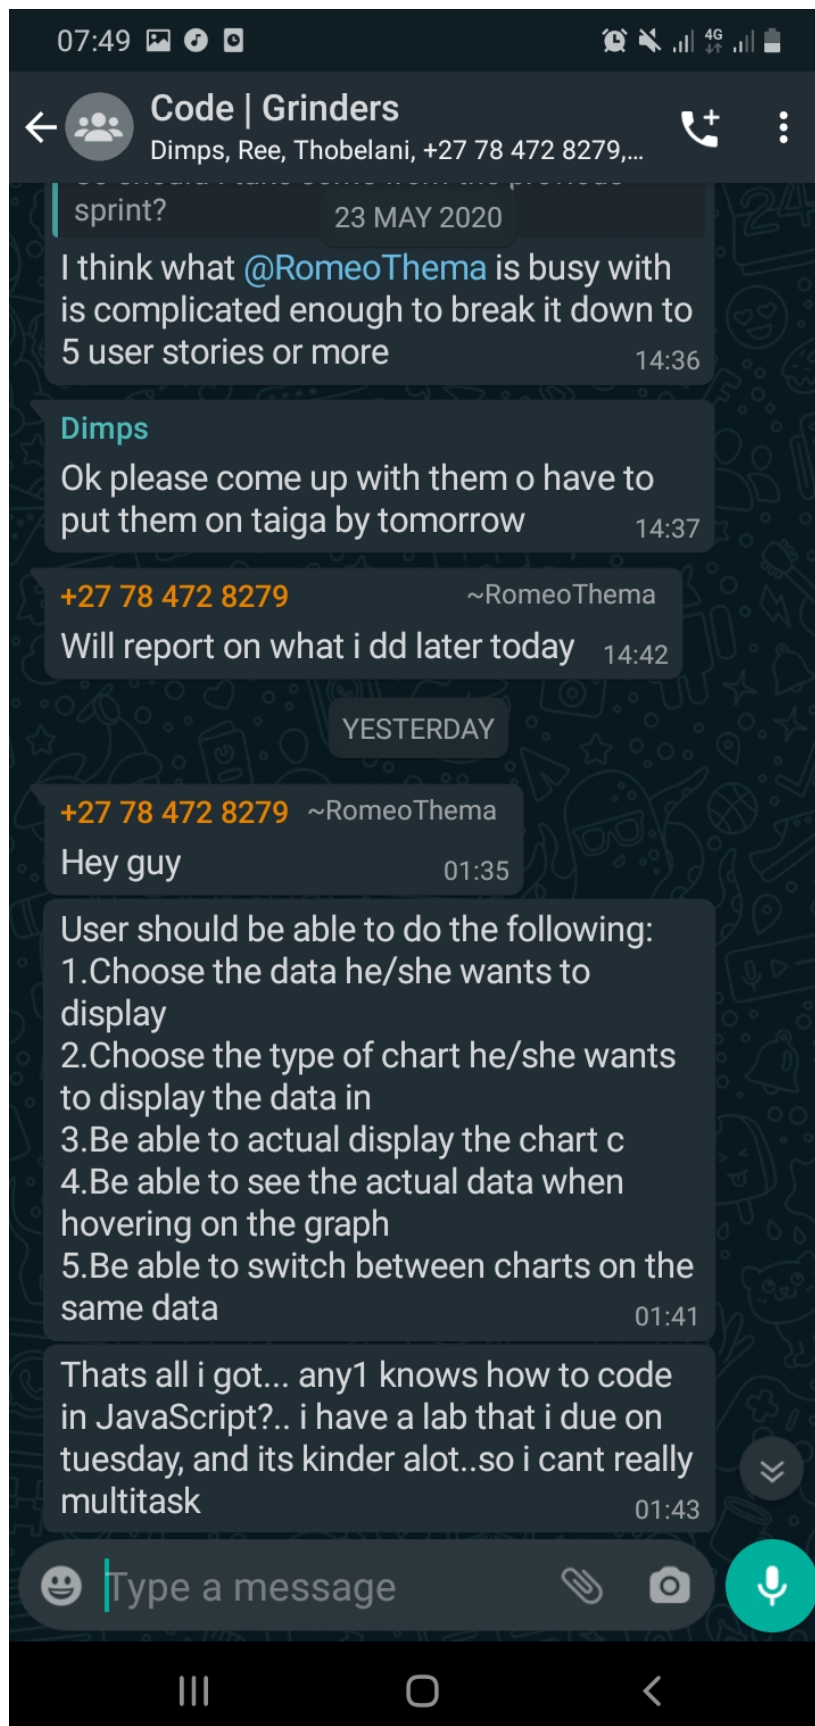 07:49
4G
Code | Grinders
Dimps, Ree, Thobelani, +27 78 472 8279,...
sprint?
23 MAY 2020
I think what @RomeoThema is busy with
is complicated enough to break it down to
5 user stories or more
14:36
Dimps
Ok please come up with them o have to
put them on taiga by tomorrow
14:37
+27 78 472 8279 ~RomeoThema
Will report on what i dd later today
14:42
YESTERDAY
+27 78 472 8279 ~RomeoThema
Hey guy
01:35
User should be able to do the following:
1.Choose the data he/she wants to
display
2.Choose the type of chart he/she wants
to display the data in
3.Be able to actual display the chart c
4.Be able to see the actual data when
hovering on the graph
5.Be able to switch between charts on the
same data
01:41
Thats all i got... any1 knows how to code
in JavaScript?.. i have a lab that i due on
tuesday, and its kinder alot..so i cant really
multitask
01:43
Type a message